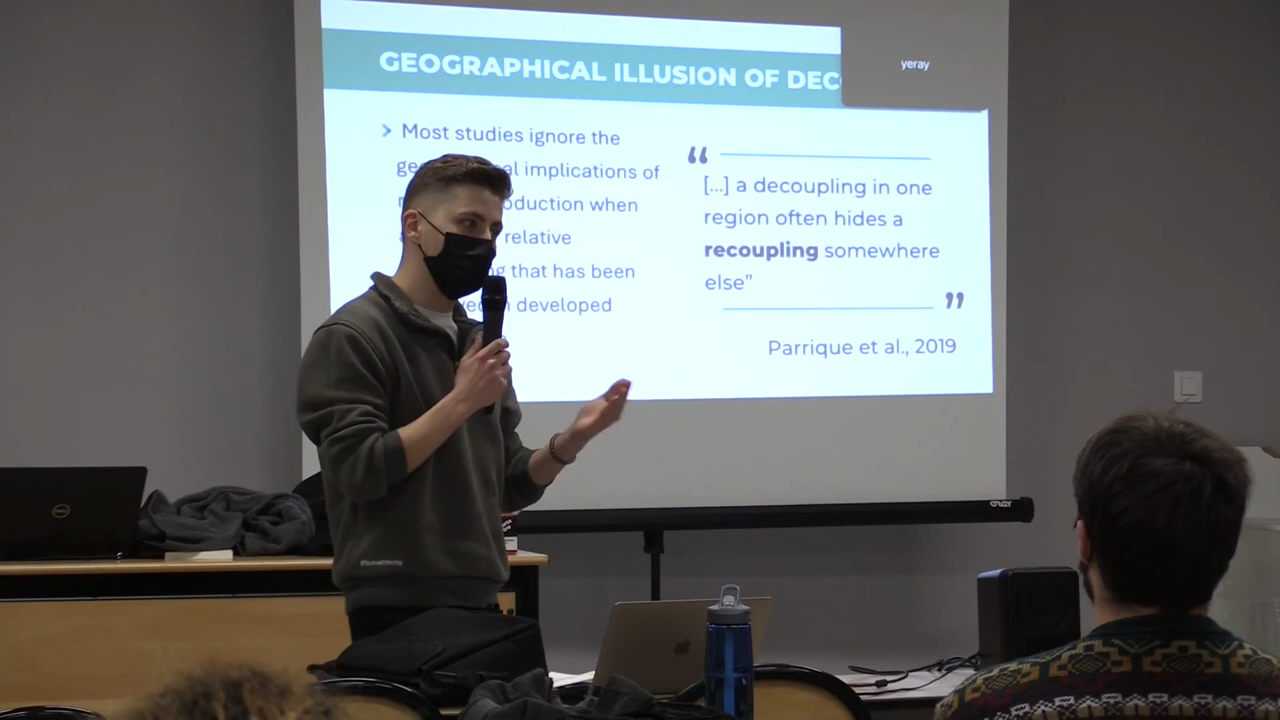 GEOGRAPHICAL ILLUSION OF DEC
yeray
Most studies ignore the
implications of
oduction when
relative
g that has been
developed
“
[...] a decoupling in one
region often hides a
recoupling somewhere
else”
”
Parrique et al., 2019
DELL